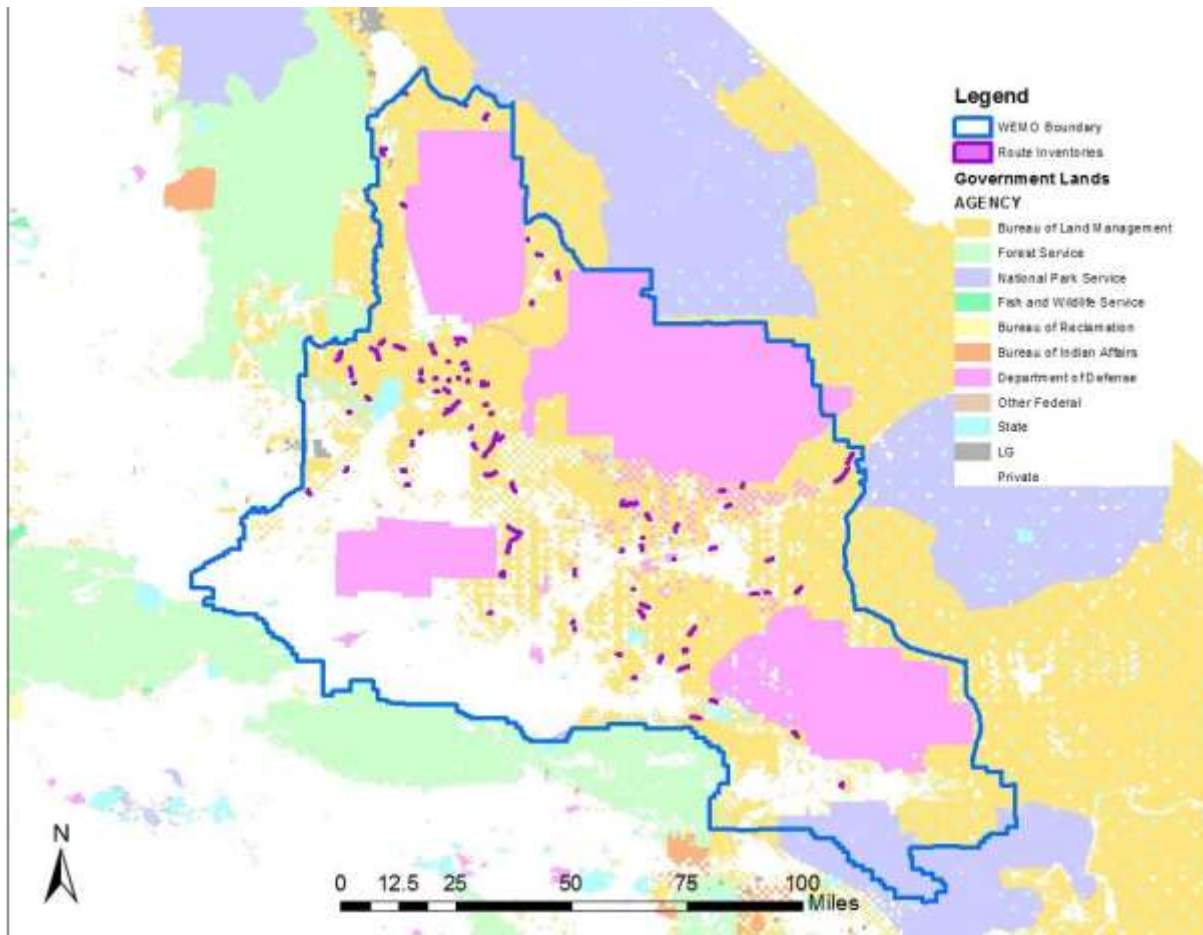 Legend
WEMO Boundary
Route Inventories
Government Lands
AGENCY
Bureau of Land Management
Forest Service
National Park Service
Fish and Wildlife Service
Bureau of Reclamation
Bureau of Indian Affairs
Department of Defense
Other Federal
State
LG
Private
N
0 12.5 25 50 75 100
Miles